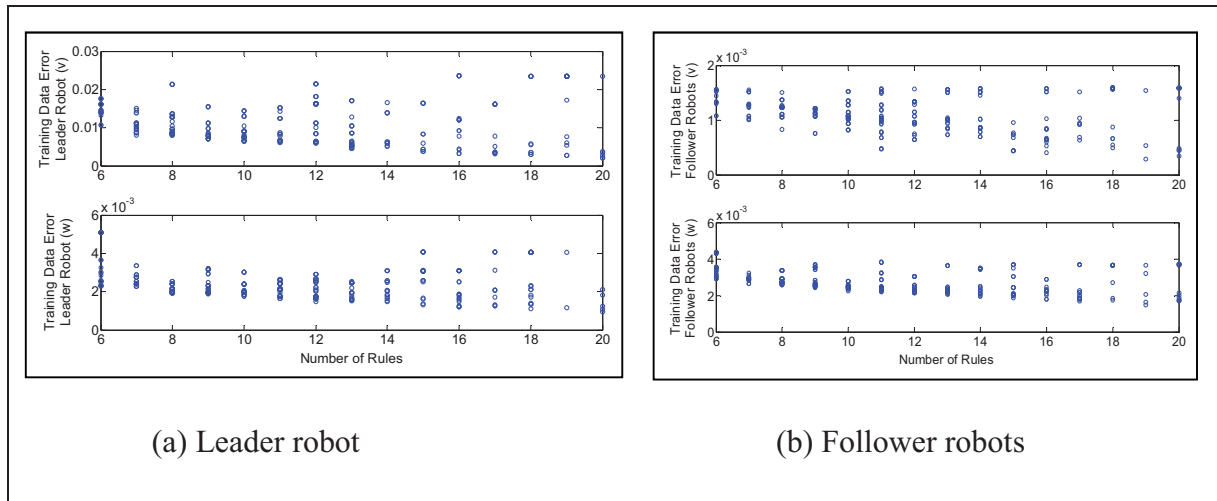 0.03
0.02
0.01
0
Training Data Error
Leader Robot (v)
6 8 10 12 14 16 18 20
x 10-3
6
4
2
0
Training Data Error
Leader Robot (w)
6 8 10 12 14 16 18 20
Number of Rules
(a) Leader robot
x 10-3
2
1
0
Training Data Error
Follower Robots (v)
6 8 10 12 14 16 18 20
x 10-3
6
4
2
0
Training Data Error
Follower Robots (w)
6 8 10 12 14 16 18 20
Number of Rules
(b) Follower robots